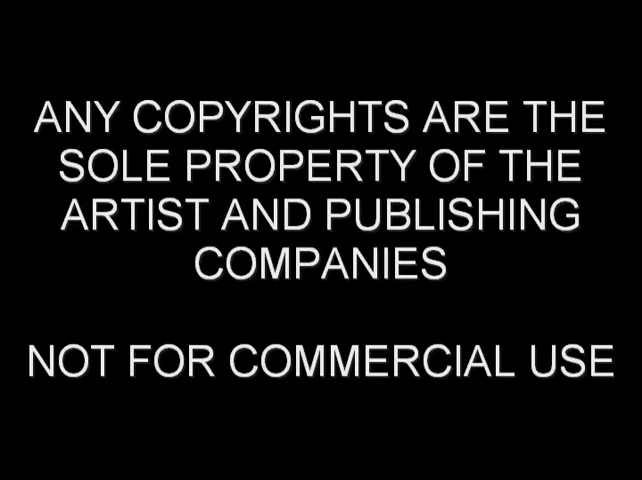 ANY COPYRIGHTS ARE THE
SOLE PROPERTY OF THE
ARTIST AND PUBLISHING
COMPANIES
NOT FOR COMMERCIAL USE